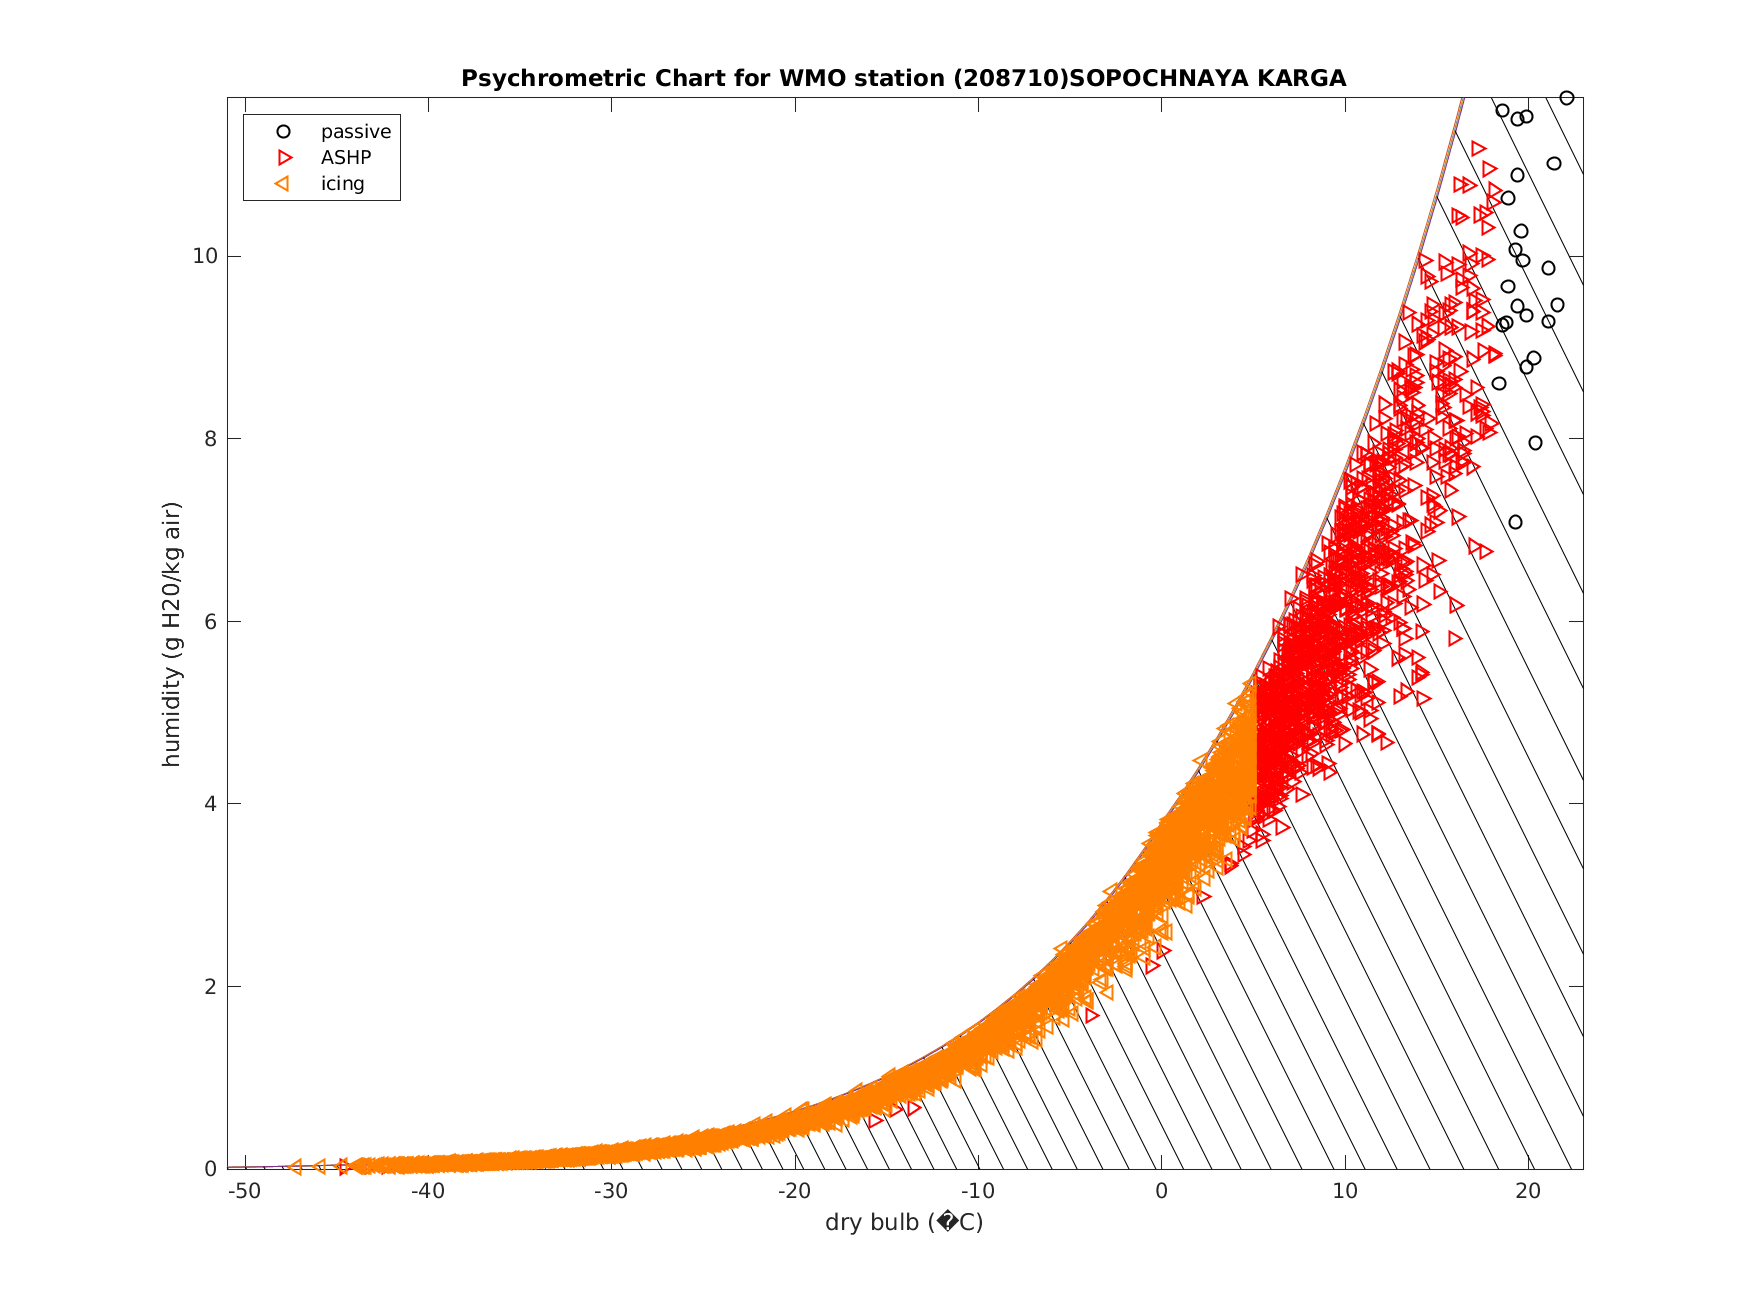 Psychrometric Chart for WMO station (208710)SOPOCHNAYA KARGA
passive
ASHP
icing
humidity (g H20/kg air)
10
8
6
4
2
0
-50 -40 -30 -20 -10 0 10 20
dry bulb (�C)